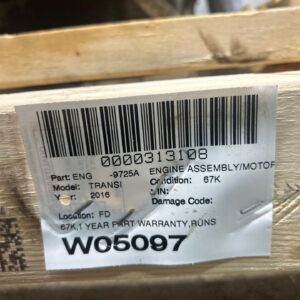 0000313108
Part: ENG -9725A ENGINE ASSEMBLY/MOTOR
Model: TRANSI Condition: 67K
Year: 2016 VIN:
Damage Code:
Location: FD
67K,1 YEAR PART WARRANTY,RUNS
W05097